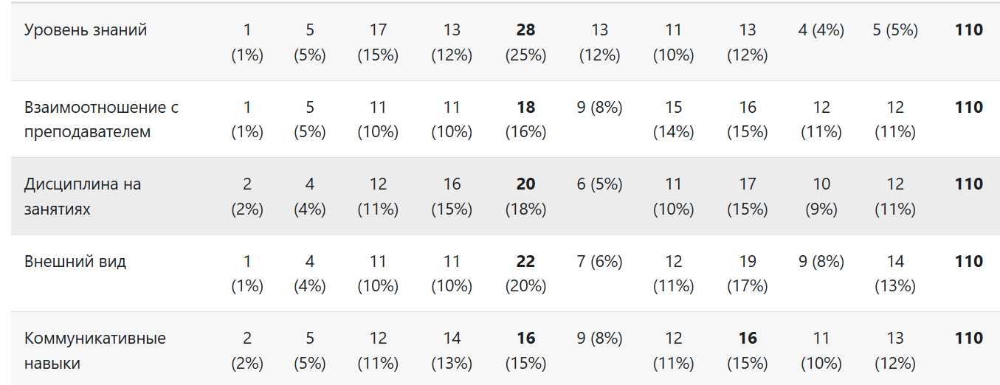 Уровень знаний 1 5 17 13 28 13 11 13 4 (4%) 5 (5%) 110
(1%) (5%) (15%) (12%) (25%) (12%) (10%) (12%)
Взаимоотношение с 1 5 11 11 18 9 (8%) 15 16 12 12 110
преподавателем (1%) (5%) (10%) (10%) (16%) (14%) (15%) (11%) (11%)
Дисциплина на 2 4 12 16 20 6 (5%) 11 17 10 12 110
занятиях (2%) (4%) (11%) (15%) (18%) (10%) (15%) (9%) (11%)
Внешний вид 1 4 11 11 22 7 (6%) 12 19 9 (8%) 14 110
(1%) (4%) (10%) (10%) (20%) (11%) (17%) (13%)
Коммуникативные 2 5 12 14 16 9 (8%) 12 16 11 13 110
навыки (2%) (5%) (11%) (13%) (15%) (11%) (15%) (10%) (12%)